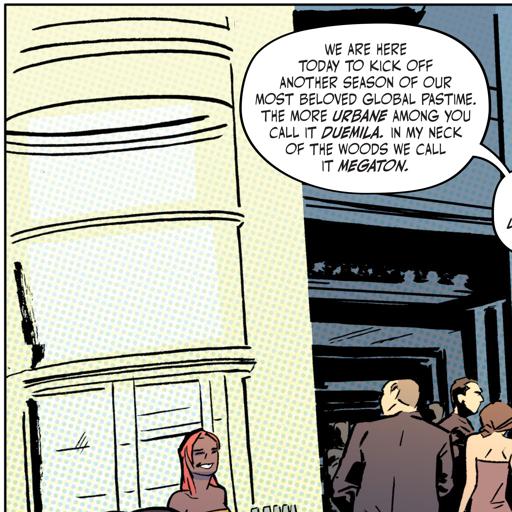 WE ARE HERE
TODAY TO KICK OFF
ANOTHER SEASON OF OUR
MOST BELOVED GLOBAL PASTIME.
THE MORE URBANE AMONG YOU
CALL IT DUEMILA. IN MY NECK
OF THE WOODS WE CALL
IT MEGATON.